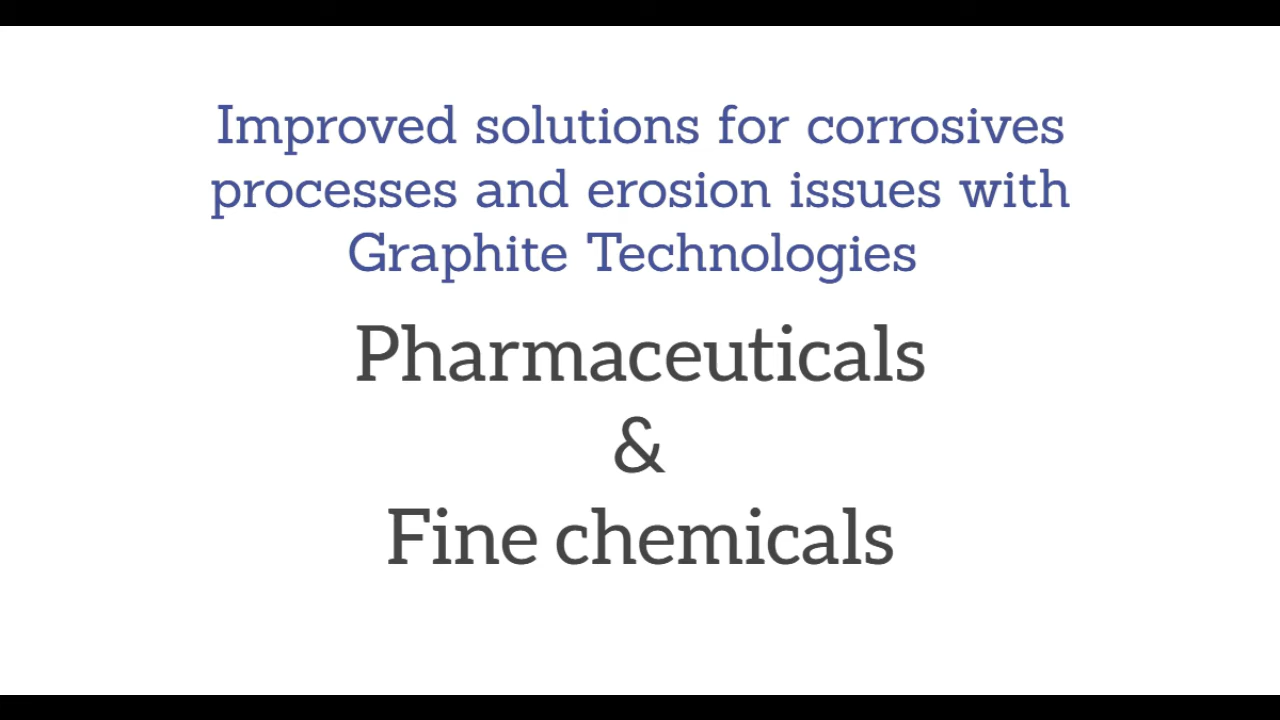 Improved solutions for corrosives
processes and erosion issues with
Graphite Technologies
Pharmaceuticals
&
Fine chemicals